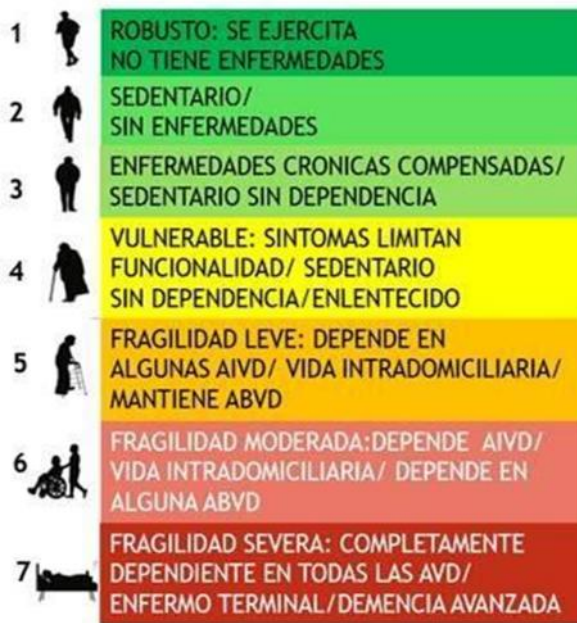 1
ROBUSTO: SE EJERCITA
NO TIENE ENFERMEDADES
2
SEDENTARIO/
SIN ENFERMEDADES
3
ENFERMEDADES CRONICAS COMPENSADAS/
SEDENTARIO SIN DEPENDENCIA
4
VULNERABLE: SINTOMAS LIMITAN
FUNCIONALIDAD/ SEDENTARIO
SIN DEPENDENCIA/ENLENTECIDO
5
FRAGILIDAD LEVE: DEPENDE EN
ALGUNAS AIVD/ VIDA INTRADOMICILIARIA/
MANTIENE ABVD
6
FRAGILIDAD MODERADA:DEPENDE AIVD/
VIDA INTRADOMICILIARIA/ DEPENDE EN
ALGUNA ABVD
7
FRAGILIDAD SEVERA: COMPLETAMENTE
DEPENDIENTE EN TODAS LAS AVD/
ENFERMO TERMINAL/DEMENCIA AVANZADA